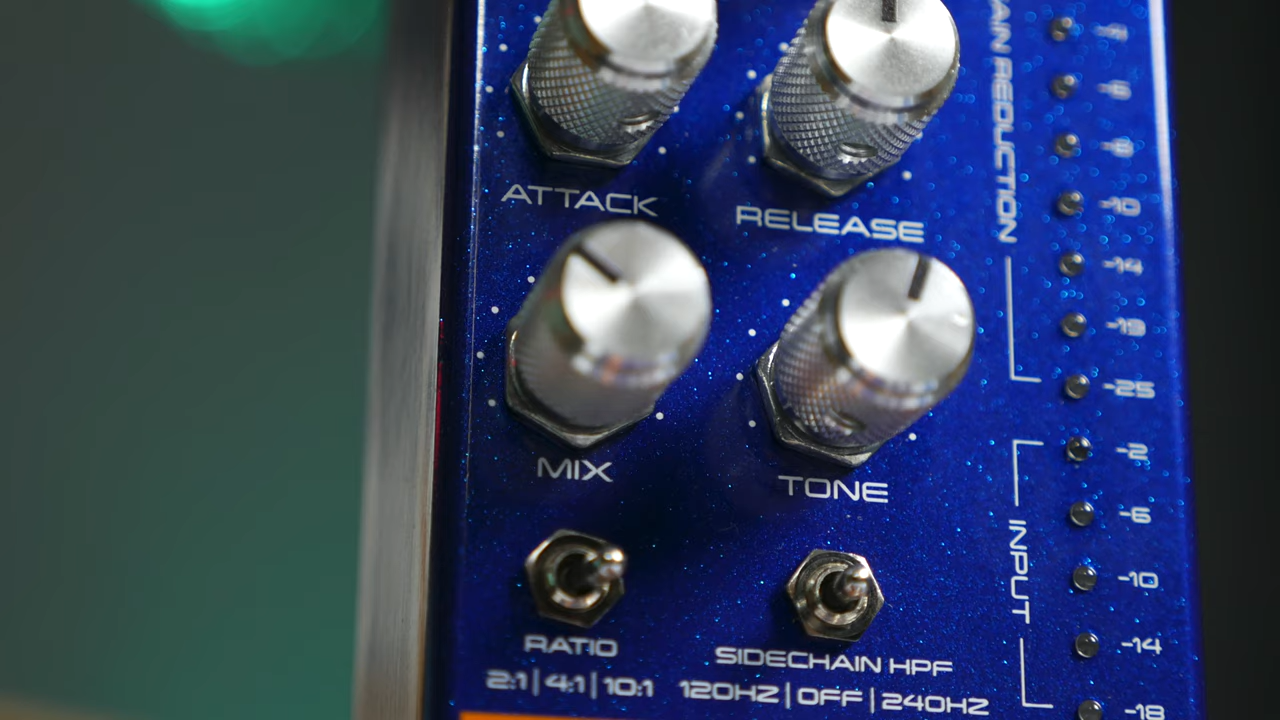 ATTACK
RELEASE
MIX
TONE
RATIO
2:1|4:1|10:1
SIDECHAIN HPF
120HZ|OFF|240HZ
REDUCTION
-6
-8
-10
-14
-19
-25
INPUT
-2
-6
-10
-14
-18